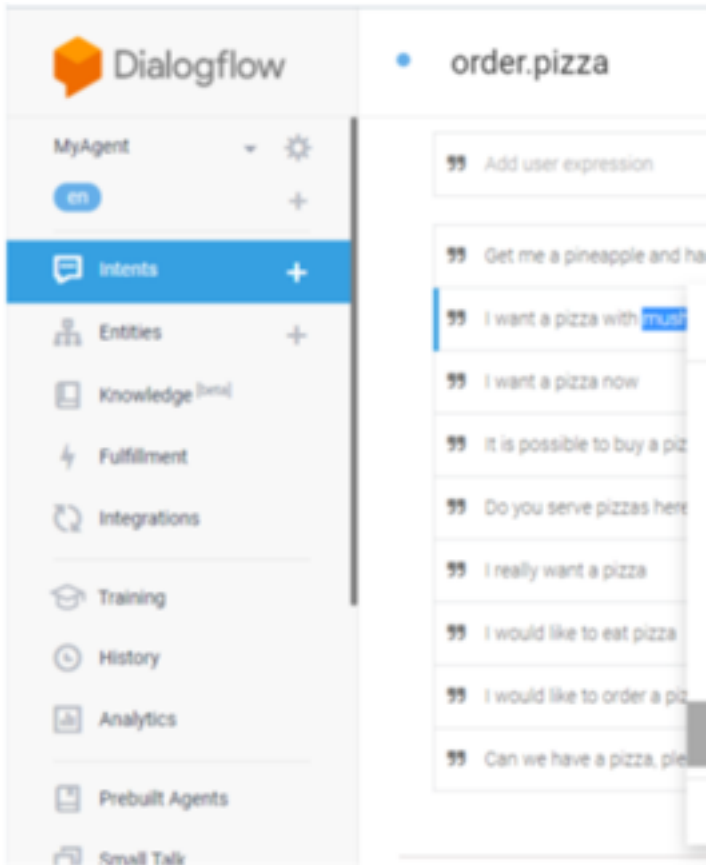 Dialogflow
MyAgent
en
Intents
Entities
Knowledge [beta]
Fulfillment
Integrations
Training
History
Analytics
Prebuilt Agents
Small Talk
order.pizza
Add user expression
Get me a pineapple and ha
I want a pizza with mush
I want a pizza now
It is possible to buy a piz
Do you serve pizzas here
I really want a pizza
I would like to eat pizza
I would like to order a piz
Can we have a pizza, ple